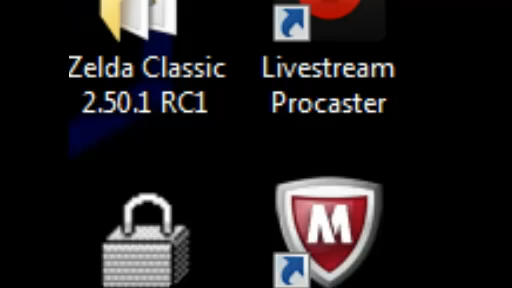 Zelda Classic
2.50.1 RC1
Livestream
Procaster
M